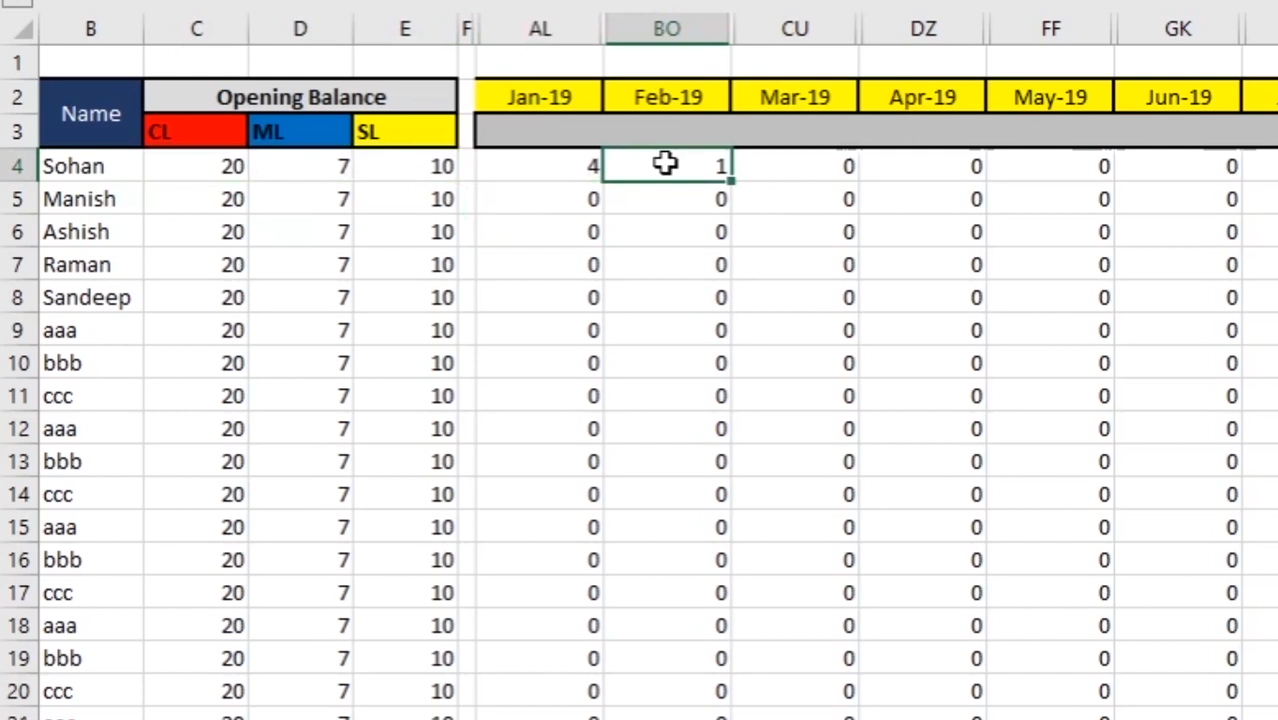 B C D E F AL BO CU DZ FF GK
1
2 Name Opening Balance Jan-19 Feb-19 Mar-19 Apr-19 May-19 Jun-19
3 CL ML SL
4 Sohan 20 7 10 4 1 0 0 0 0
5 Manish 20 7 10 0 0 0 0 0 0
6 Ashish 20 7 10 0 0 0 0 0 0
7 Raman 20 7 10 0 0 0 0 0 0
8 Sandeep 20 7 10 0 0 0 0 0 0
9 aaa 20 7 10 0 0 0 0 0 0
10 bbb 20 7 10 0 0 0 0 0 0
11 ccc 20 7 10 0 0 0 0 0 0
12 aaa 20 7 10 0 0 0 0 0 0
13 bbb 20 7 10 0 0 0 0 0 0
14 ccc 20 7 10 0 0 0 0 0 0
15 aaa 20 7 10 0 0 0 0 0 0
16 bbb 20 7 10 0 0 0 0 0 0
17 ccc 20 7 10 0 0 0 0 0 0
18 aaa 20 7 10 0 0 0 0 0 0
19 bbb 20 7 10 0 0 0 0 0 0
20 ccc 20 7 10 0 0 0 0 0 0